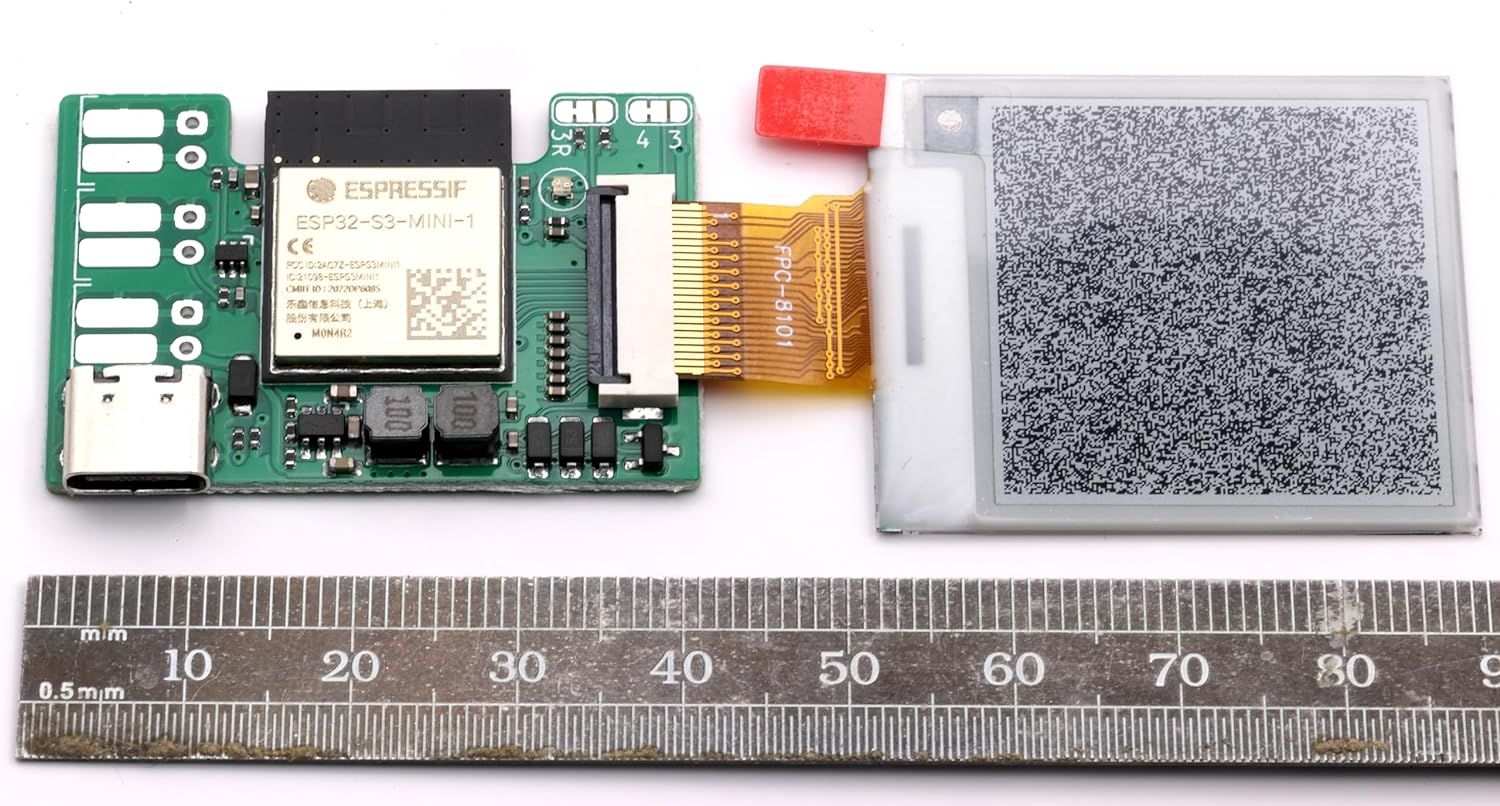 3R
4 3
ESPRESSIF
ESP32-S3-MINI-1
CE
FCC ID:2AC7Z-ESPS3MINI1
IC:21098-ESPS3MINI1
CMIIT ID:2022DP6085
乐鑫信息科技(上海)
股份有限公司
M0N4R2
100 100
FPC-8101
mm
10 20 30 40 50 60 70 80 9
0.5mm